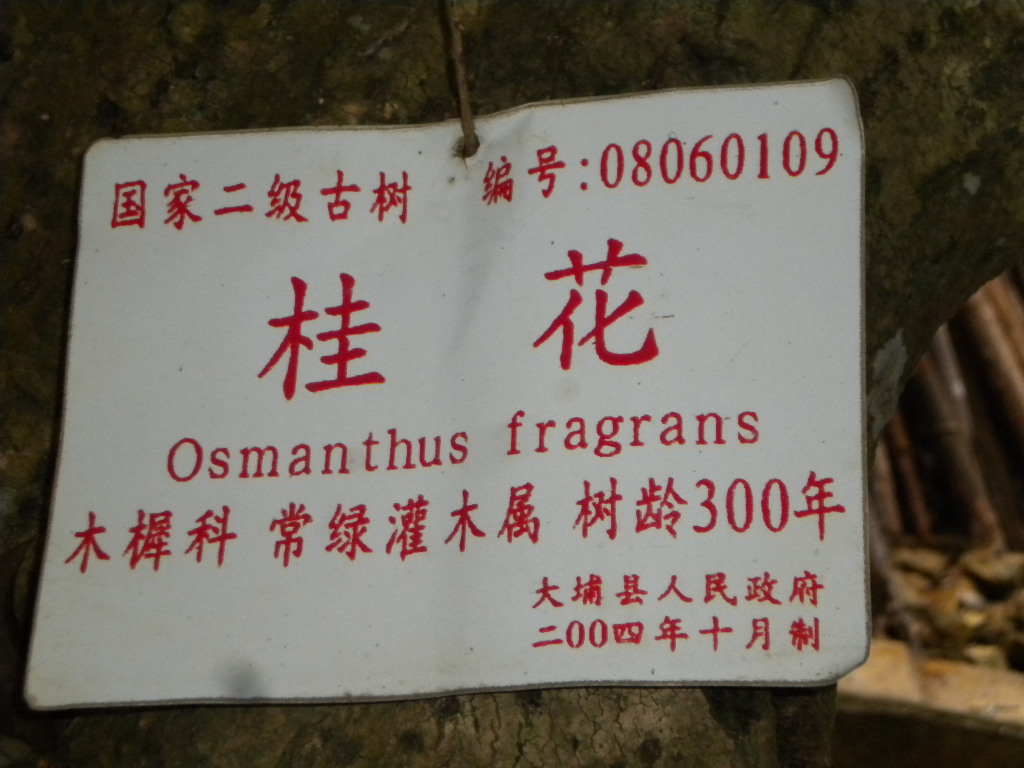 国家二级古树 编号:08060109
桂花
Osmanthus fragrans
木樨科 常绿灌木属 树龄300年
大埔县人民政府
二00四年十月制